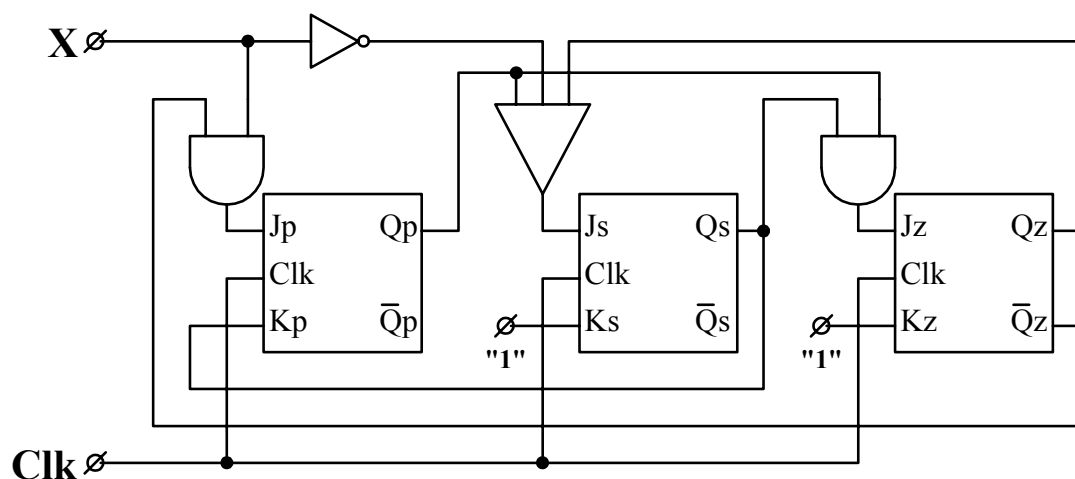 X
Jp Qp Js Qs Jz Qz
Clk Clk Clk
Kp Q̅p Ks Q̅s Kz Q̅z
"1" "1"
Clk